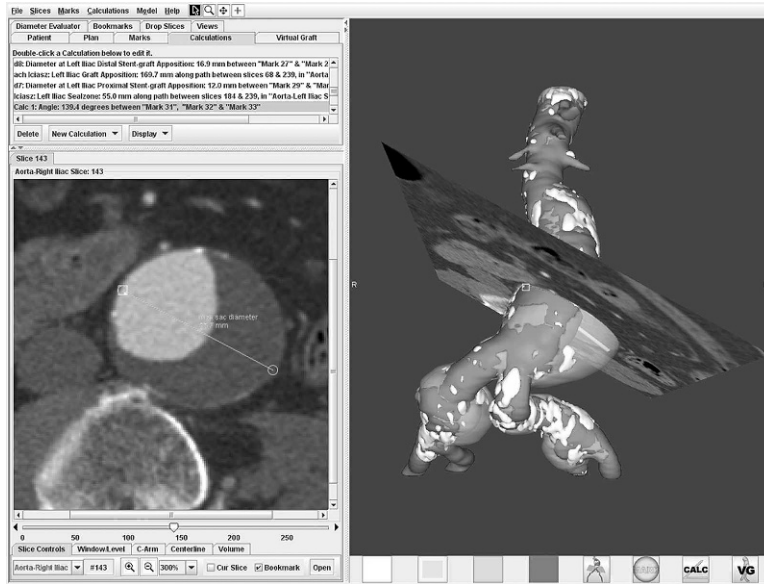 File Slices Marks Calculations Model Help
Diameter Evaluator Bookmarks Drop Slices Views
Patient Plan Marks Calculations Virtual Graft
Double-click a Calculation below to edit it.
d8: Diameter at Left Iliac Distal Stent-graft Apposition: 16.9 mm between "Mark 27" & "Mark 2
ach lciasz: Left Iliac Graft Apposition: 169.7 mm along path between slices 68 & 239, in "Aorta
d7: Diameter at Left Iliac Proximal Stent-graft Apposition: 12.0 mm between "Mark 29" & "Mark
lciasz: Left Iliac Sealzone: 55.0 mm along path between slices 184 & 239, in "Aorta-Left Iliac S
Calc 1: Angle: 139.4 degrees between "Mark 31", "Mark 32" & "Mark 33"
Delete New Calculation Display
Slice 143
Aorta-Right Iliac Slice: 143
sac diameter
mm
R
0 50 100 150 200 250
Slice Controls Window/Level C-Arm Centerline Volume
Aorta-Right Iliac #143 300% Cur Slice Bookmark Open
CALC VG